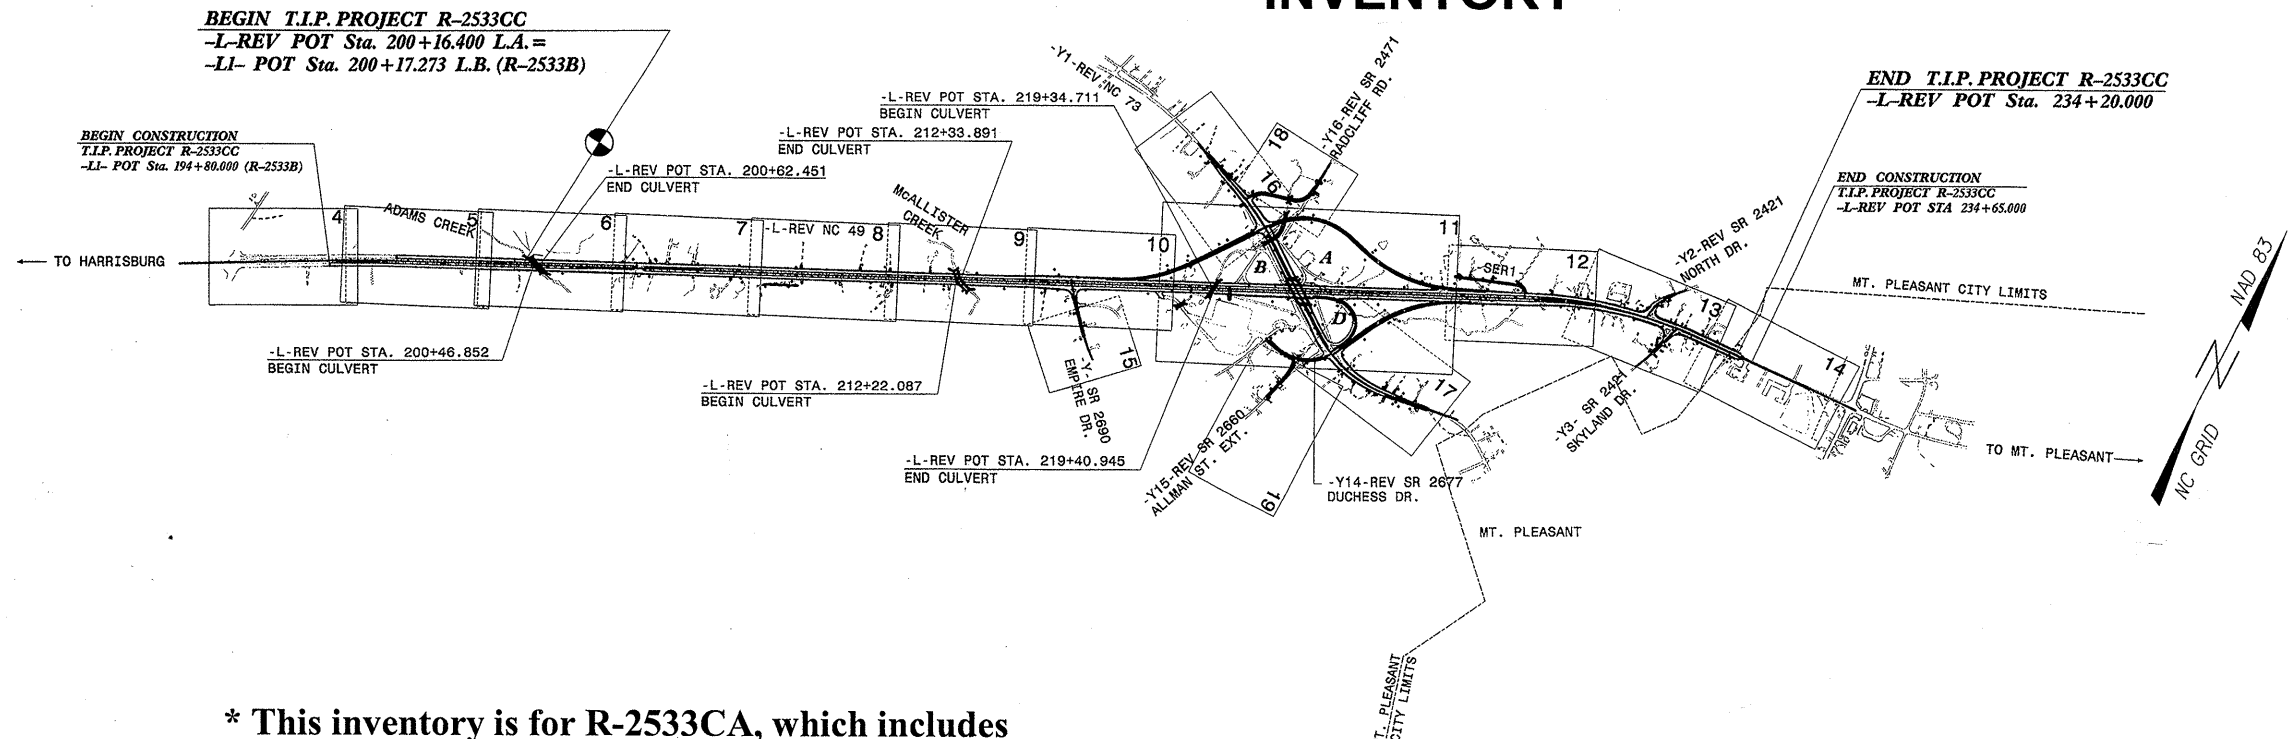 INVENTORY
BEGIN T.I.P. PROJECT R-2533CC
-L-REV POT Sta. 200+16.400 L.A.=
-L1- POT Sta. 200+17.273 L.B. (R-2533B)
BEGIN CONSTRUCTION
T.I.P. PROJECT R-2533CC
-L1- POT Sta. 194+80.000 (R-2533B)
-L-REV POT STA. 219+34.711
BEGIN CULVERT
-L-REV POT STA. 212+33.891
END CULVERT
-L-REV POT STA. 200+62.451
END CULVERT
-Y1-REV NC 73
-Y16-REV SR 2471
RADCLIFF RD.
END T.I.P. PROJECT R-2533CC
-L-REV POT Sta. 234+20.000
END CONSTRUCTION
T.I.P. PROJECT R-2533CC
-L-REV POT STA 234+65.000
-Y2-REV SR 2421
NORTH DR.
MT. PLEASANT CITY LIMITS
NAD 83
NC GRID
N
TO HARRISBURG
ADAMS CREEK
-L-REV NC 49
McALLISTER
CREEK
4
5
6
7
8
9
10
11
12
13
14
15
16
17
18
19
A
B
D
SER1
-L-REV POT STA. 200+46.852
BEGIN CULVERT
-L-REV POT STA. 212+22.087
BEGIN CULVERT
-Y- SR 2690
EMPIRE DR.
-L-REV POT STA. 219+40.945
END CULVERT
-Y15-REV SR 2660
ALLMAN ST. EXT.
-Y14-REV SR 2677
DUCHESS DR.
-Y3- SR 2421
SKYLAND DR.
TO MT. PLEASANT
MT. PLEASANT
T. PLEASANT
CITY LIMITS
* This inventory is for R-2533CA, which includes